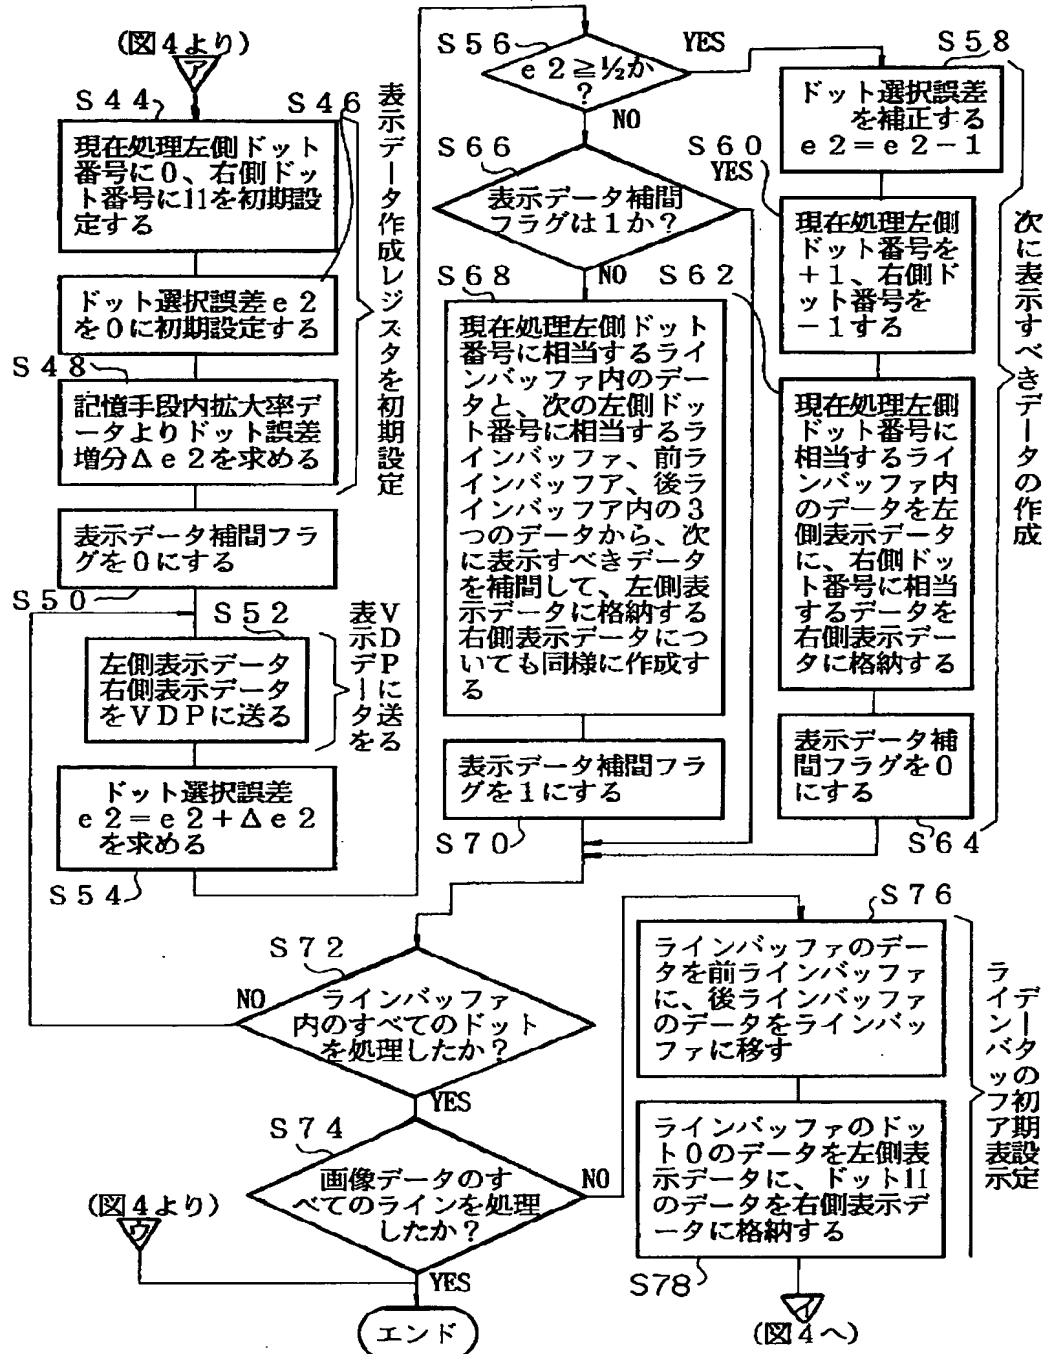 (図4より)
ア
S44
現在処理左側ドット
番号に0、右側ドッ
ト番号に11を初期設
定する
S46
ドット選択誤差e2
を0に初期設定する
S48
記憶手段内拡大率デ
ータよりドット誤差
増分Δe2を求める
表示データ作成レジスタを初期設定
表示データ補間フラ
グを0にする
S50
S52
左側表示データ
右側表示データ
をVDPに送る
VDPに送る
表示データを
ドット選択誤差
e2=e2+Δe2
を求める
S54
S56
e2≧½か
?
YES
NO
S58
ドット選択誤差
を補正する
e2=e2-1
S60
YES
現在処理左側
ドット番号を
+1、右側ド
ット番号を
-1する
S62
現在処理左側
ドット番号に
相当するライ
ンバッファ内
のデータを左
側表示データ
に、右側ドッ
ト番号に相当
するデータを
右側表示デー
タに格納する
表示データ補
間フラグを0
にする
S64
次に表示すべきデータの作成
S66
表示データ補間
フラグは1か?
NO
S68
現在処理左側ドット
番号に相当するライ
ンバッファ内のデー
タと、次の左側ドッ
ト番号に相当するラ
インバッファ、前ラ
インバッフア、後ラ
インバッフア内の3
つのデータから、次
に表示すべきデータ
を補間して、左側表
示データに格納する
右側表示データにつ
いても同様に作成す
る
表示データ補間フラ
グを1にする
S70
S72
ラインバッファ
内のすべてのドット
を処理したか?
NO
YES
S74
画像データのす
べてのラインを処理
したか?
NO
YES
(図4より)
ウ
エンド
S76
ラインバッファのデー
タを前ラインバッファ
に、後ラインバッファ
のデータをラインバッ
ファに移す
ラインバッファのドッ
ト0のデータを左側表
示データに、ドット11
のデータを右側表示デ
ータに格納する
S78
ラインバッフア表示
データの初期設定
イ
(図4へ)